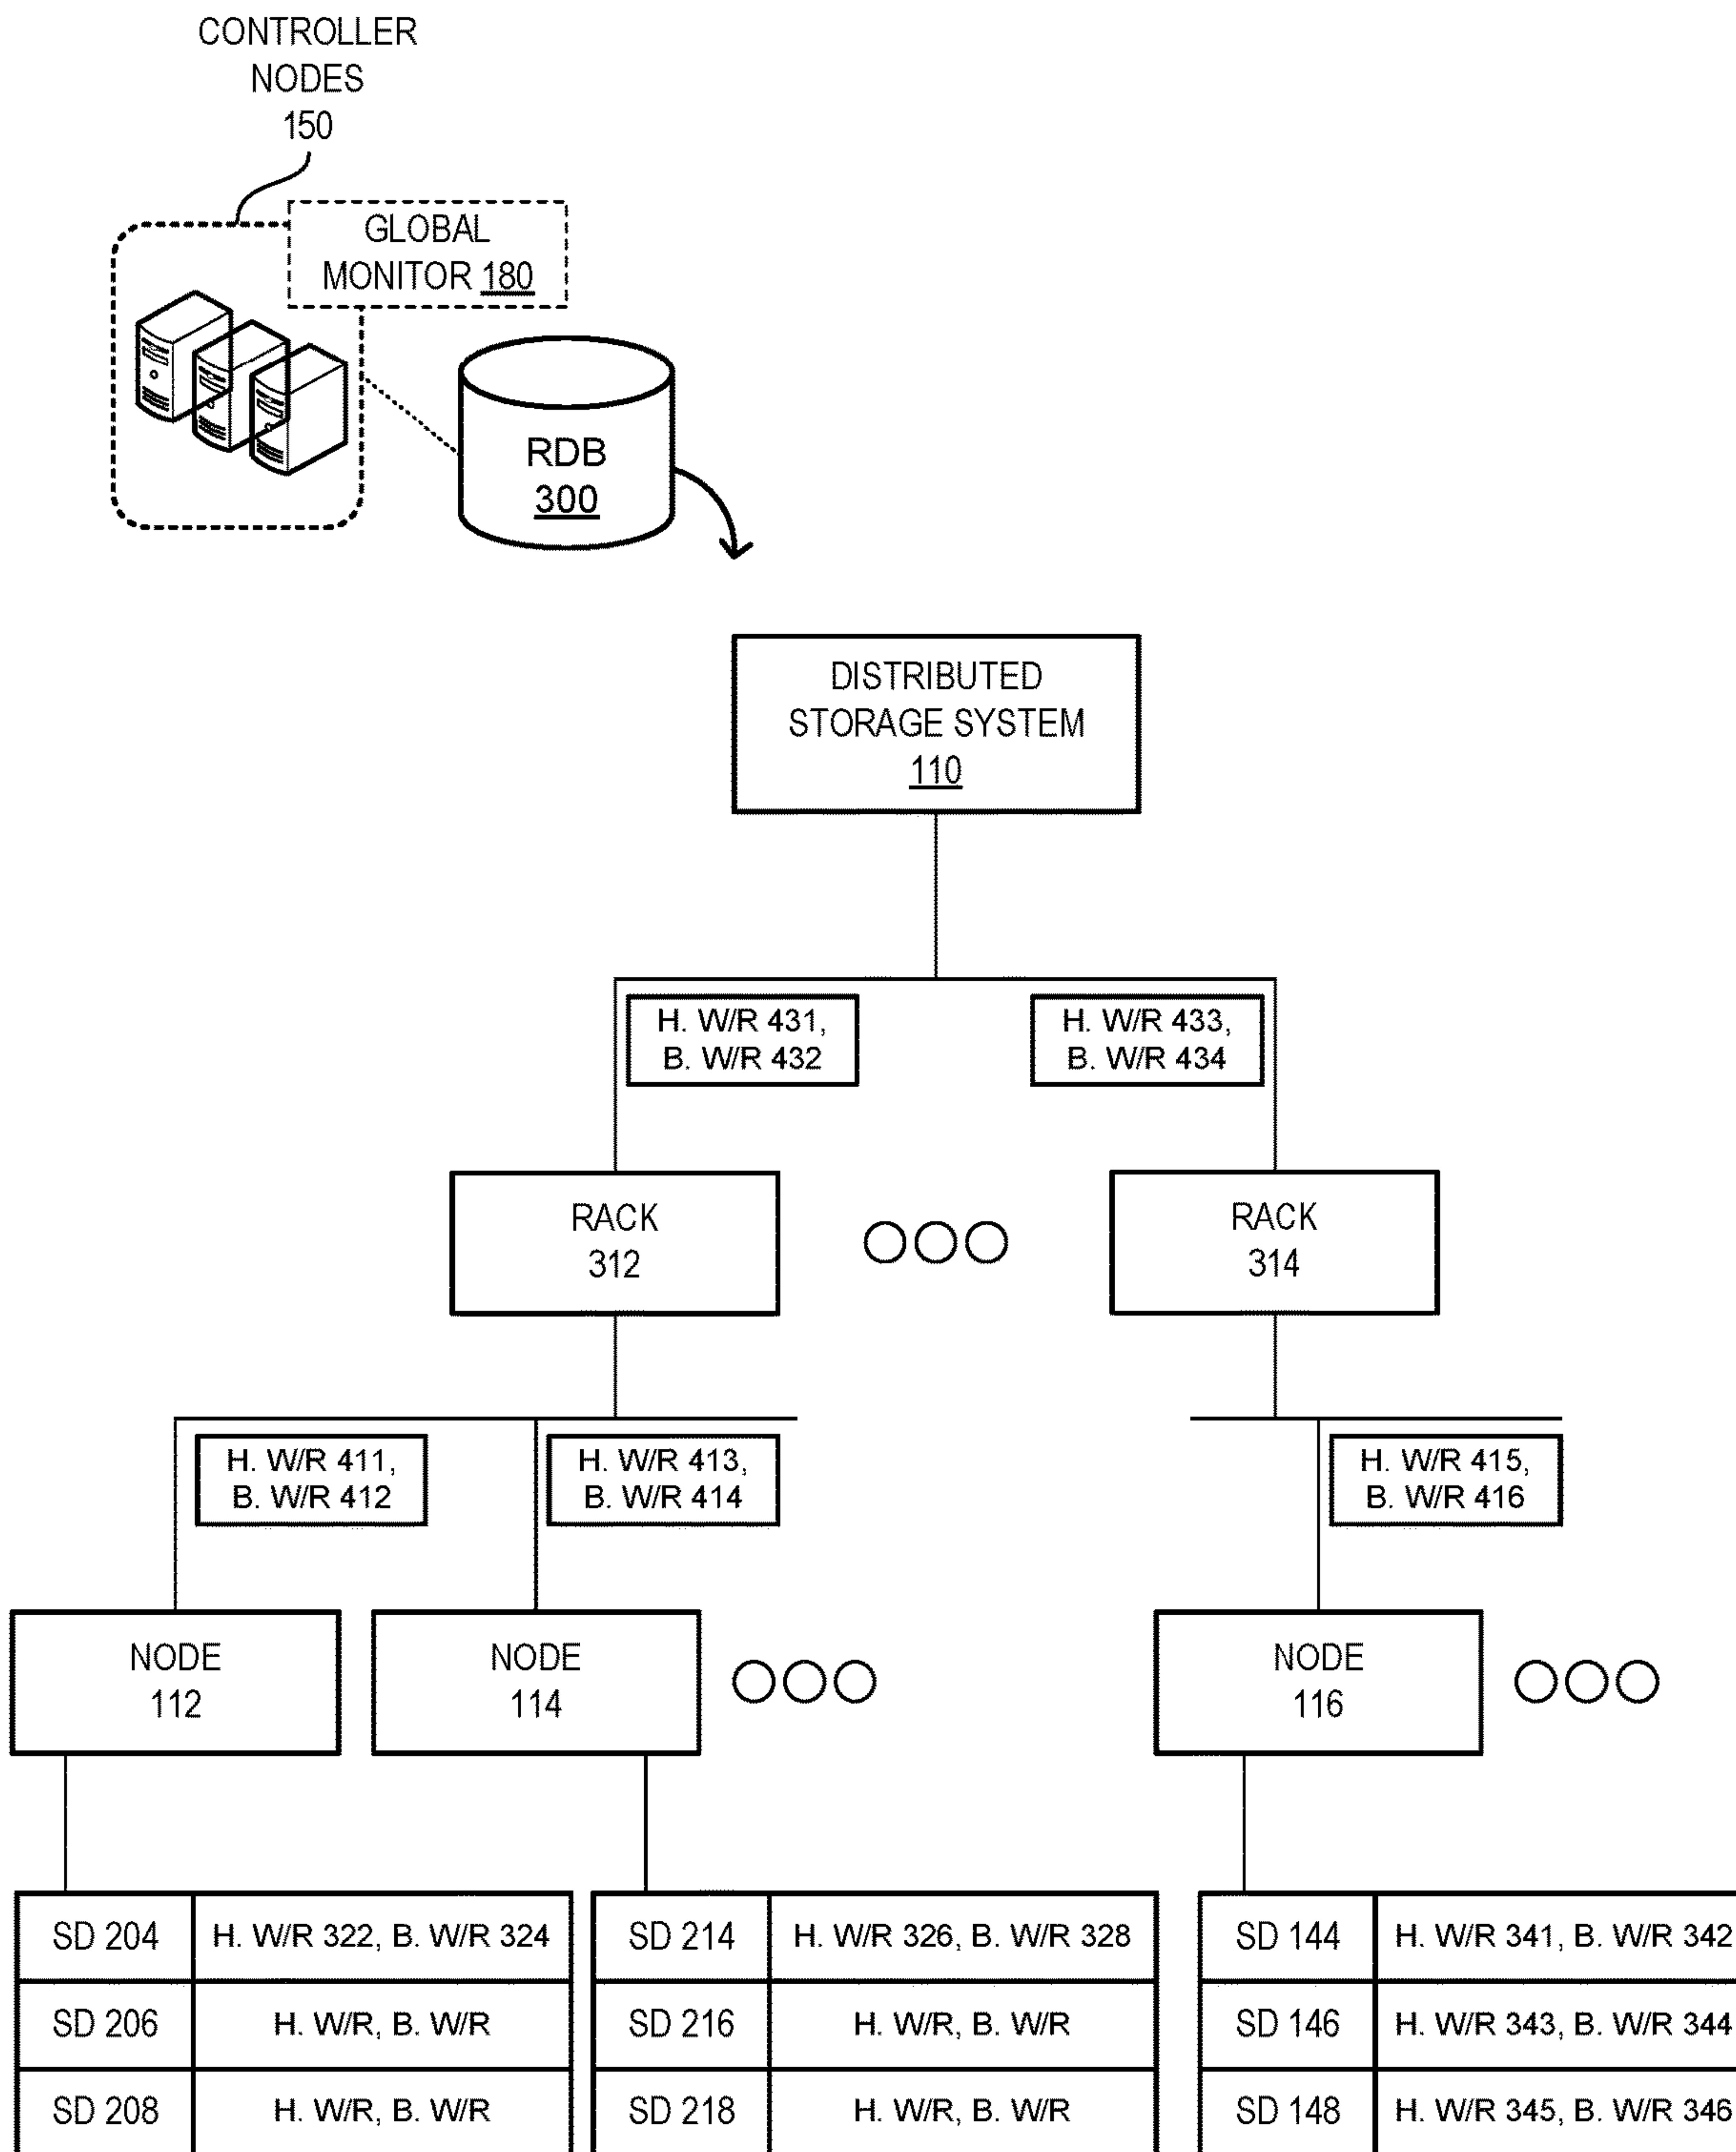 CONTROLLER
NODES
150
GLOBAL
MONITOR 180
RDB
300
DISTRIBUTED
STORAGE SYSTEM
110
H. W/R 431,
B. W/R 432
H. W/R 433,
B. W/R 434
RACK
312
RACK
314
H. W/R 411,
B. W/R 412
H. W/R 413,
B. W/R 414
H. W/R 415,
B. W/R 416
NODE
112
NODE
114
NODE
116
SD 204
H. W/R 322, B. W/R 324
SD 206
H. W/R, B. W/R
SD 208
H. W/R, B. W/R
SD 214
H. W/R 326, B. W/R 328
SD 216
H. W/R, B. W/R
SD 218
H. W/R, B. W/R
SD 144
H. W/R 341, B. W/R 342
SD 146
H. W/R 343, B. W/R 344
SD 148
H. W/R 345, B. W/R 346